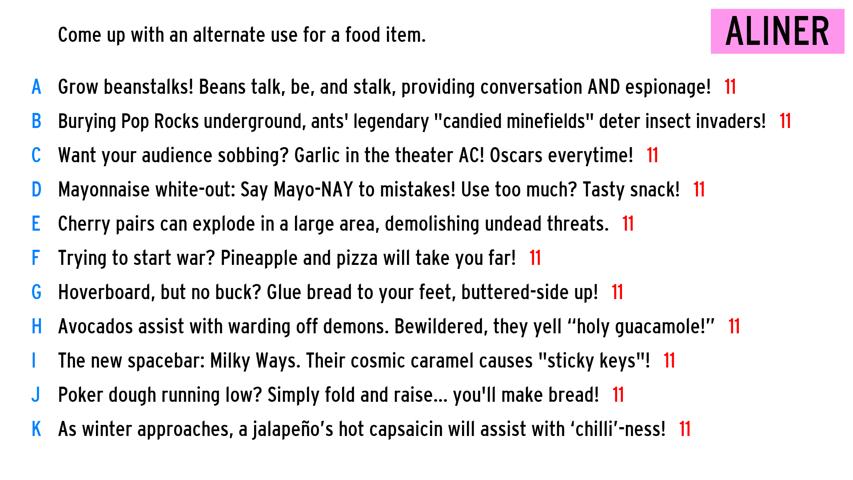 Come up with an alternate use for a food item.
ALINER
A Grow beanstalks! Beans talk, be, and stalk, providing conversation AND espionage! 11
B Burying Pop Rocks underground, ants' legendary "candied minefields" deter insect invaders! 11
C Want your audience sobbing? Garlic in the theater AC! Oscars everytime! 11
D Mayonnaise white-out: Say Mayo-NAY to mistakes! Use too much? Tasty snack! 11
E Cherry pairs can explode in a large area, demolishing undead threats. 11
F Trying to start war? Pineapple and pizza will take you far! 11
G Hoverboard, but no buck? Glue bread to your feet, buttered-side up! 11
H Avocados assist with warding off demons. Bewildered, they yell “holy guacamole!” 11
I The new spacebar: Milky Ways. Their cosmic caramel causes "sticky keys"! 11
J Poker dough running low? Simply fold and raise... you'll make bread! 11
K As winter approaches, a jalapeño’s hot capsaicin will assist with ‘chilli’-ness! 11